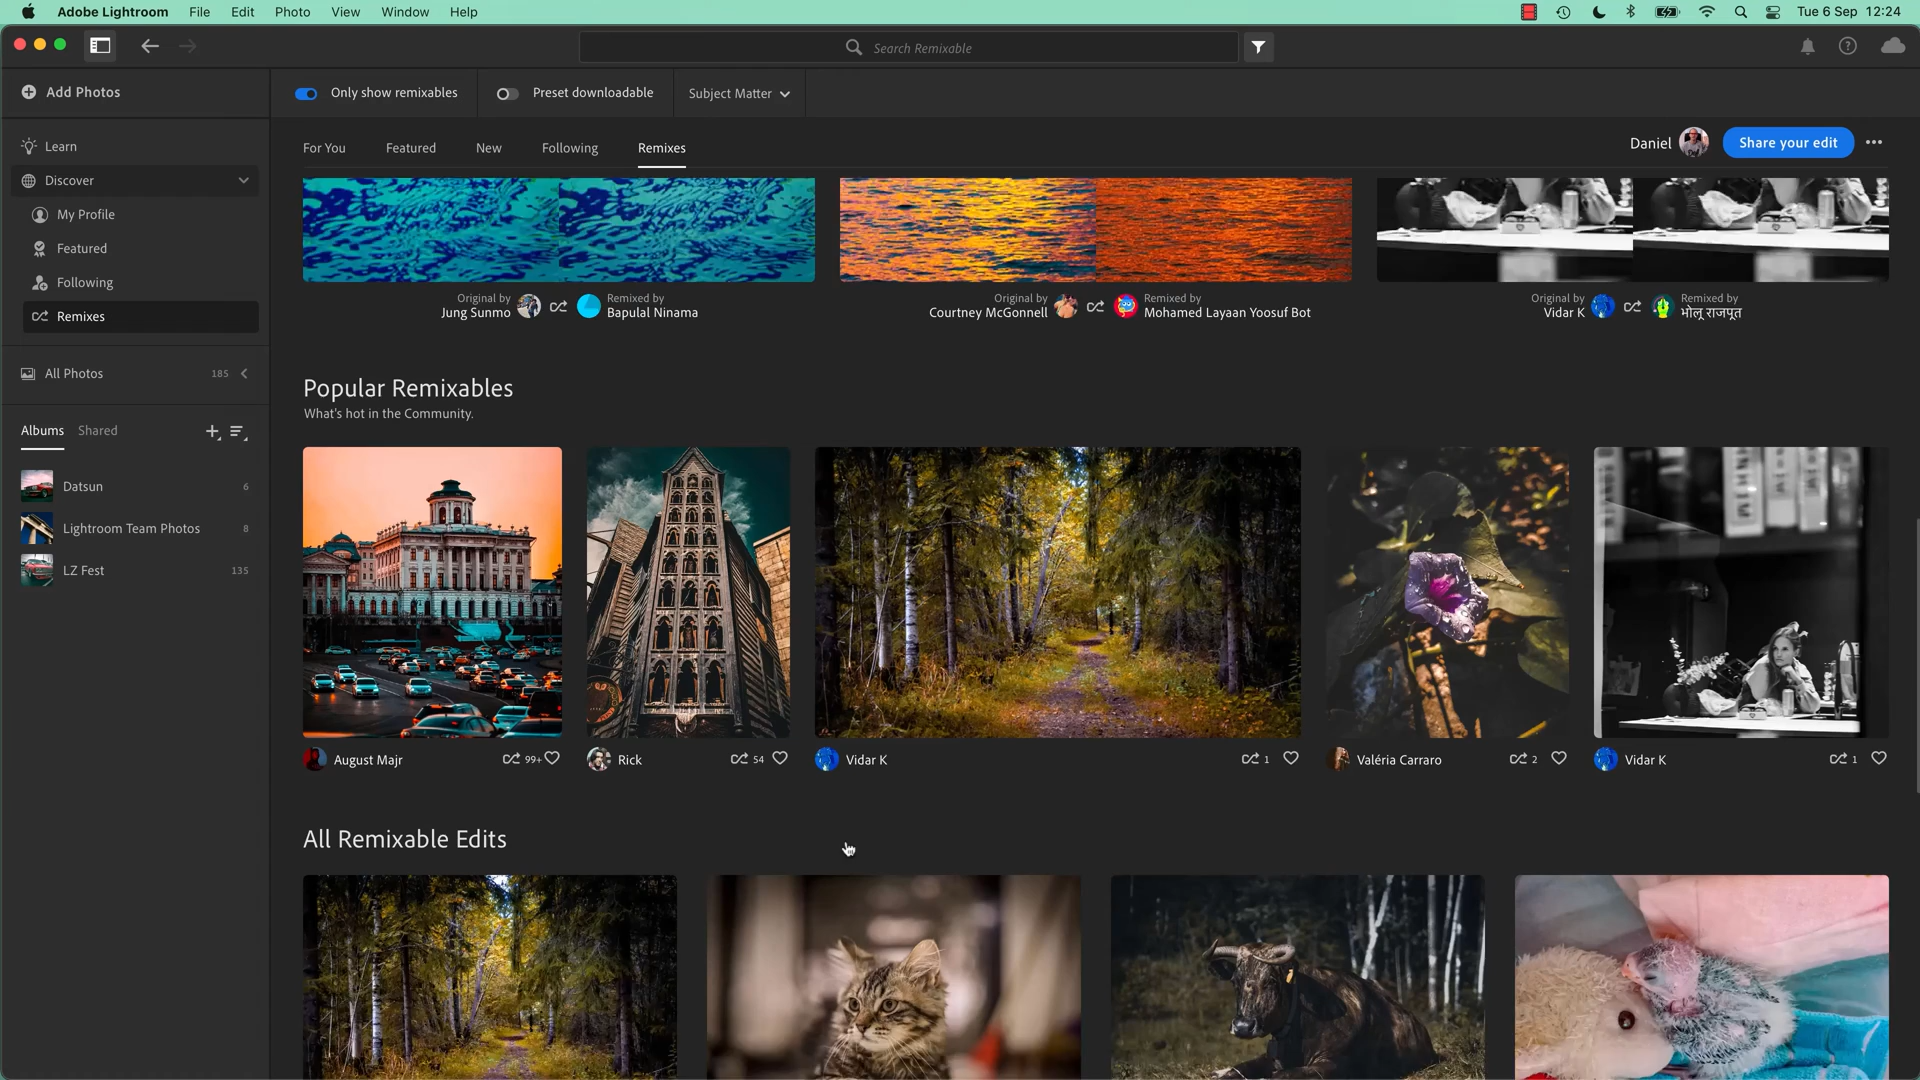 Adobe Lightroom File Edit Photo View Window Help Tue 6 Sep 12:24
Search Remixable
Add Photos
Only show remixables Preset downloadable Subject Matter
Learn
Discover
My Profile
Featured
Following
Remixes
All Photos 185
Albums Shared
Datsun 6
Lightroom Team Photos 8
LZ Fest 135
For You Featured New Following Remixes
Daniel Share your edit
Original by Remixed by
Jung Sunmo Bapulal Ninama
Original by Remixed by
Courtney McGonnell Mohamed Layaan Yoosuf Bot
Original by Remixed by
Vidar K भोलू राजपूत
Popular Remixables
What's hot in the Community.
August Majr 99+
Rick 54
Vidar K 1
Valéria Carraro 2
Vidar K 1
All Remixable Edits